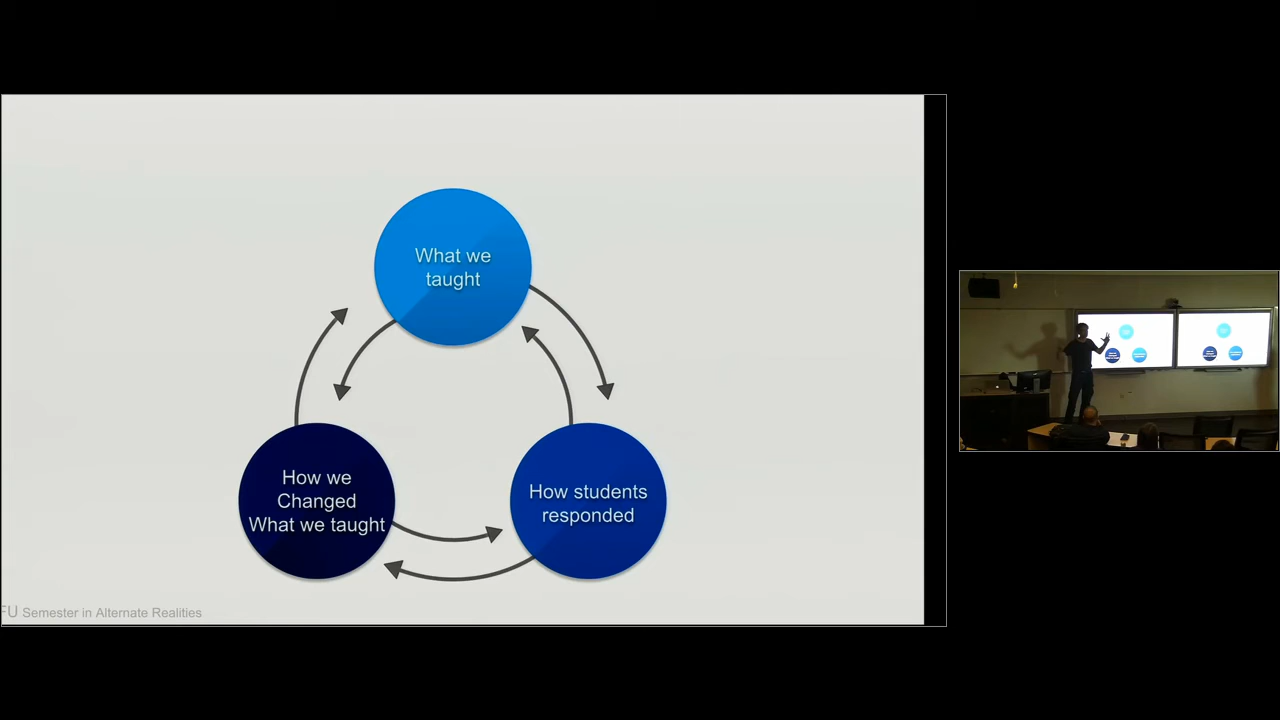 What we
taught
How we
Changed
What we taught
How students
responded
FU Semester in Alternate Realities